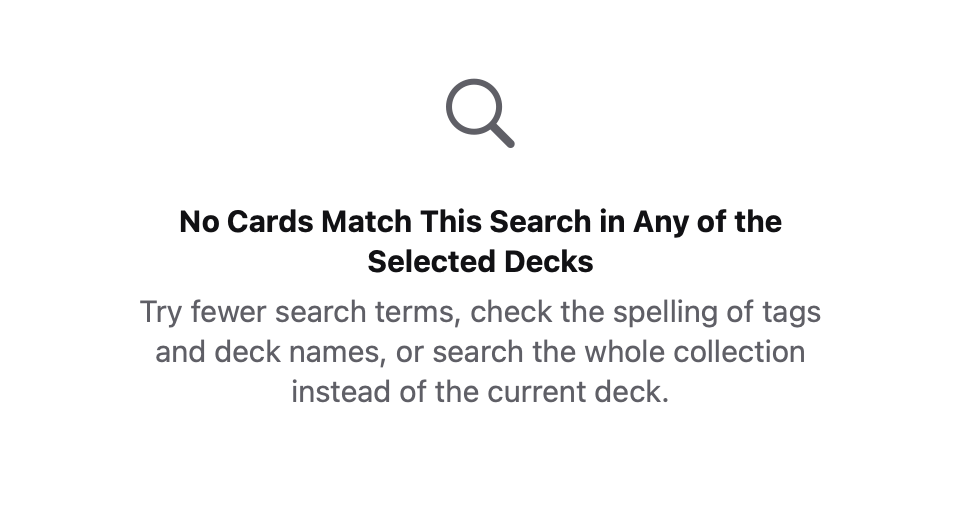 No Cards Match This Search in Any of the
Selected Decks
Try fewer search terms, check the spelling of tags
and deck names, or search the whole collection
instead of the current deck.